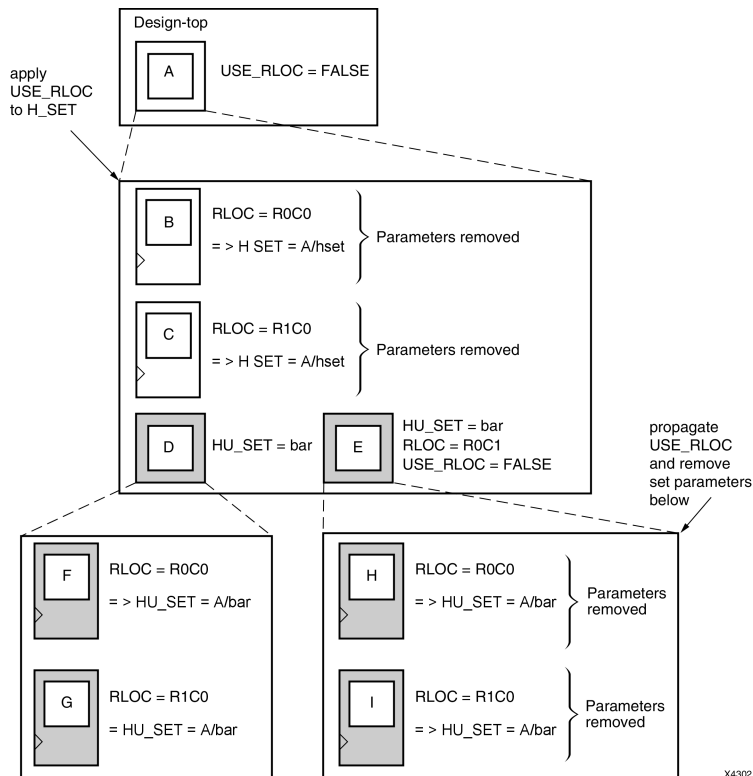 Design-top
A
USE_RLOC = FALSE
apply
USE_RLOC
to H_SET
B
RLOC = R0C0
= > H SET = A/hset
Parameters removed
C
RLOC = R1C0
= > H SET = A/hset
Parameters removed
D
HU_SET = bar
E
HU_SET = bar
RLOC = R0C1
USE_RLOC = FALSE
propagate
USE_RLOC
and remove
set parameters
below
F
RLOC = R0C0
= > HU_SET = A/bar
G
RLOC = R1C0
= HU_SET = A/bar
H
RLOC = R0C0
= > HU_SET = A/bar
Parameters
removed
I
RLOC = R1C0
= > HU_SET = A/bar
Parameters
removed
X4302